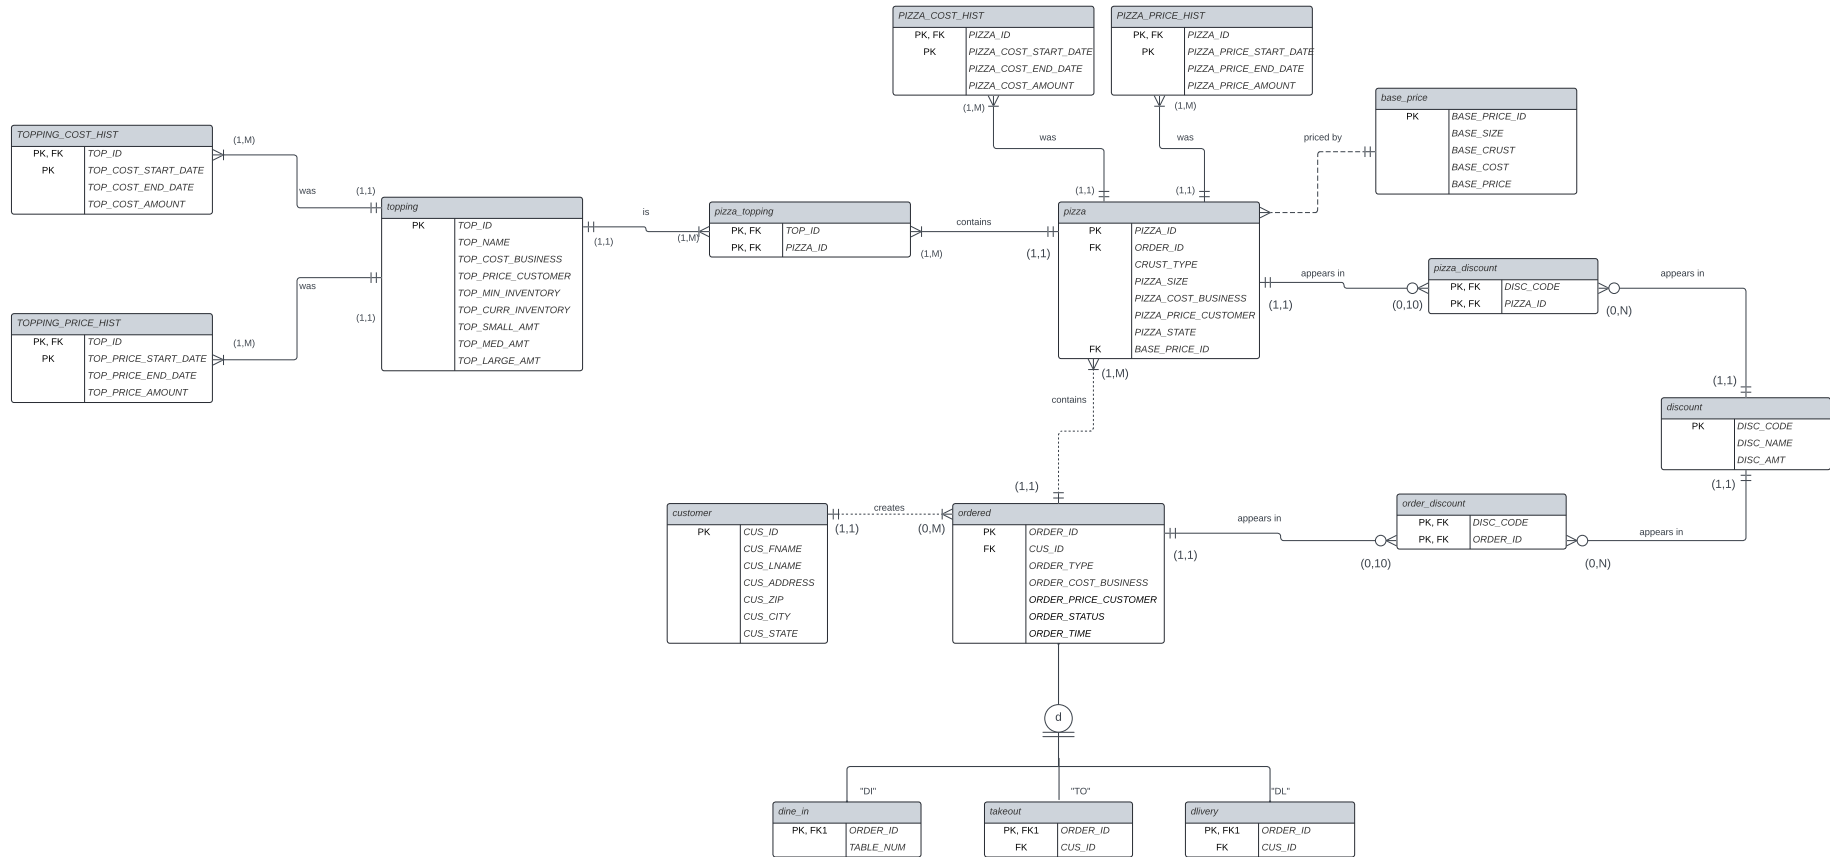 PIZZA_COST_HIST
PK, FK PIZZA_ID
PK PIZZA_COST_START_DATE
PIZZA_COST_END_DATE
PIZZA_COST_AMOUNT
(1,M)
was
(1,1)
PIZZA_PRICE_HIST
PK, FK PIZZA_ID
PK PIZZA_PRICE_START_DATE
PIZZA_PRICE_END_DATE
PIZZA_PRICE_AMOUNT
(1,M)
was
(1,1)
base_price
PK BASE_PRICE_ID
BASE_SIZE
BASE_CRUST
BASE_COST
BASE_PRICE
priced by
TOPPING_COST_HIST
PK, FK TOP_ID
PK TOP_COST_START_DATE
TOP_COST_END_DATE
TOP_COST_AMOUNT
(1,M)
was
(1,1)
topping
PK TOP_ID
TOP_NAME
TOP_COST_BUSINESS
TOP_PRICE_CUSTOMER
TOP_MIN_INVENTORY
TOP_CURR_INVENTORY
TOP_SMALL_AMT
TOP_MED_AMT
TOP_LARGE_AMT
is
(1,1)
(1,M)
pizza_topping
PK, FK TOP_ID
PK, FK PIZZA_ID
contains
(1,M)
(1,1)
pizza
PK PIZZA_ID
FK ORDER_ID
CRUST_TYPE
PIZZA_SIZE
PIZZA_COST_BUSINESS
PIZZA_PRICE_CUSTOMER
PIZZA_STATE
FK BASE_PRICE_ID
appears in
(1,1)
(0,10)
pizza_discount
PK, FK DISC_CODE
PK, FK PIZZA_ID
appears in
(0,N)
was
(1,1)
TOPPING_PRICE_HIST
PK, FK TOP_ID
PK TOP_PRICE_START_DATE
TOP_PRICE_END_DATE
TOP_PRICE_AMOUNT
(1,M)
(1,M)
contains
(1,1)
(1,1)
discount
PK DISC_CODE
DISC_NAME
DISC_AMT
(1,1)
customer
PK CUS_ID
CUS_FNAME
CUS_LNAME
CUS_ADDRESS
CUS_ZIP
CUS_CITY
CUS_STATE
creates
(1,1)
(0,M)
ordered
PK ORDER_ID
FK CUS_ID
ORDER_TYPE
ORDER_COST_BUSINESS
ORDER_PRICE_CUSTOMER
ORDER_STATUS
ORDER_TIME
appears in
(1,1)
(0,10)
order_discount
PK, FK DISC_CODE
PK, FK ORDER_ID
appears in
(0,N)
d
"DI"
"TO"
"DL"
dine_in
PK, FK1 ORDER_ID
TABLE_NUM
takeout
PK, FK1 ORDER_ID
FK CUS_ID
dlivery
PK, FK1 ORDER_ID
FK CUS_ID